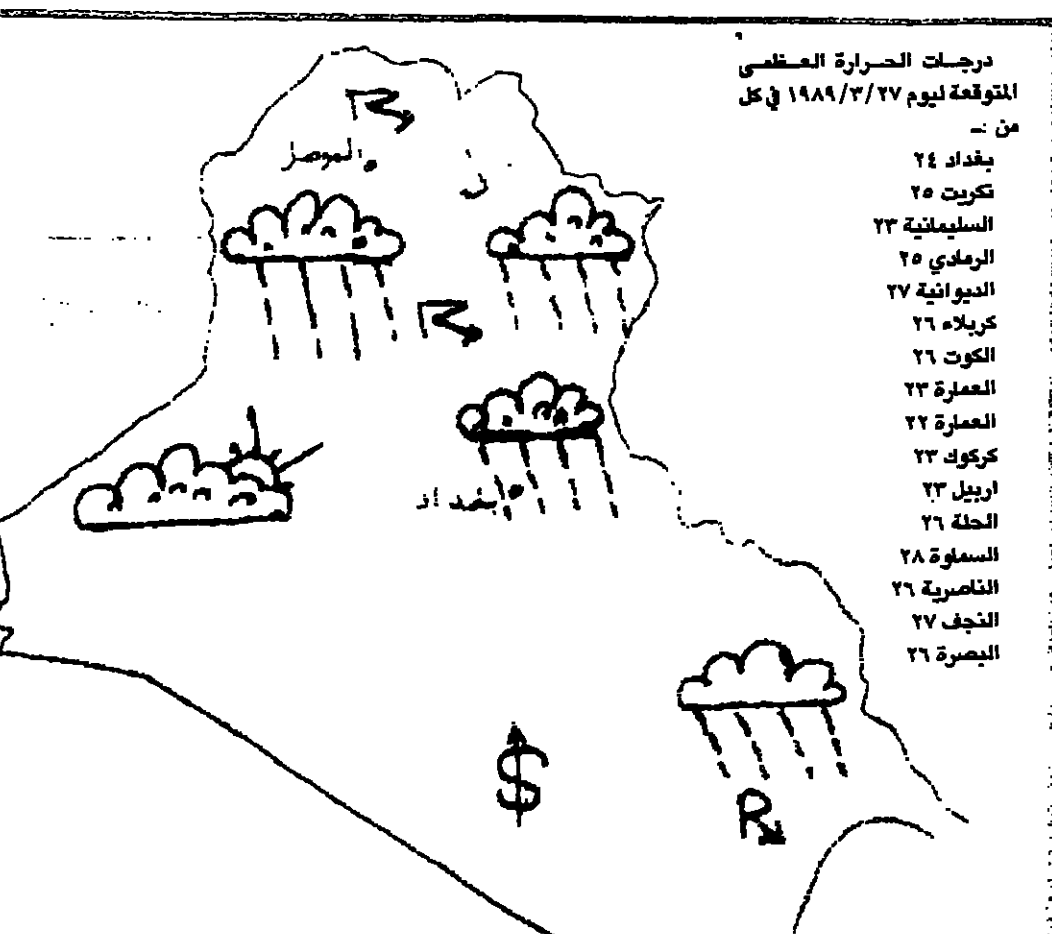 درجات الحرارة العظمى
المتوقعة ليوم ١٩٨٩/٣/٢٧ في كل
من :ـ
بغداد ٢٤
تكريت ٢٥
السليمانية ٢٣
الرمادي ٢٥
الديوانية ٢٧
كربلاء ٢٦
الكوت ٢٦
العمارة ٢٣
العمارة ٢٢
كركوك ٢٣
اربيل ٢٣
الحلة ٢٦
السماوة ٢٨
الناصرية ٢٦
النجف ٢٧
البصرة ٢٦
الموصل
بغداد
S
R